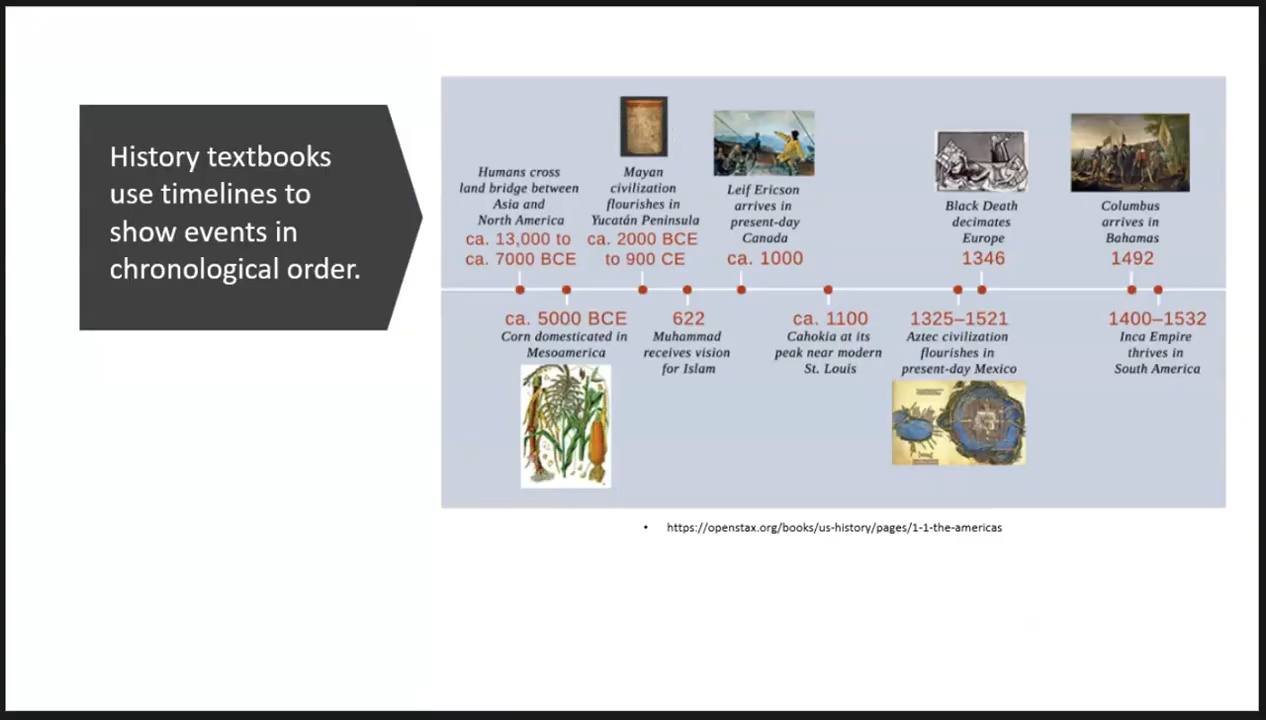 History textbooks
use timelines to
show events in
chronological order.
Humans cross
land bridge between
Asia and
North America
ca. 13,000 to
ca. 7000 BCE
Mayan
civilization
flourishes in
Yucatán Peninsula
ca. 2000 BCE
to 900 CE
Leif Ericson
arrives in
present-day
Canada
ca. 1000
Black Death
decimates
Europe
1346
Columbus
arrives in
Bahamas
1492
ca. 5000 BCE
Corn domesticated in
Mesoamerica
622
Muhammad
receives vision
for Islam
ca. 1100
Cahokia at its
peak near modern
St. Louis
1325–1521
Aztec civilization
flourishes in
present-day Mexico
1400–1532
Inca Empire
thrives in
South America
• https://openstax.org/books/us-history/pages/1-1-the-americas